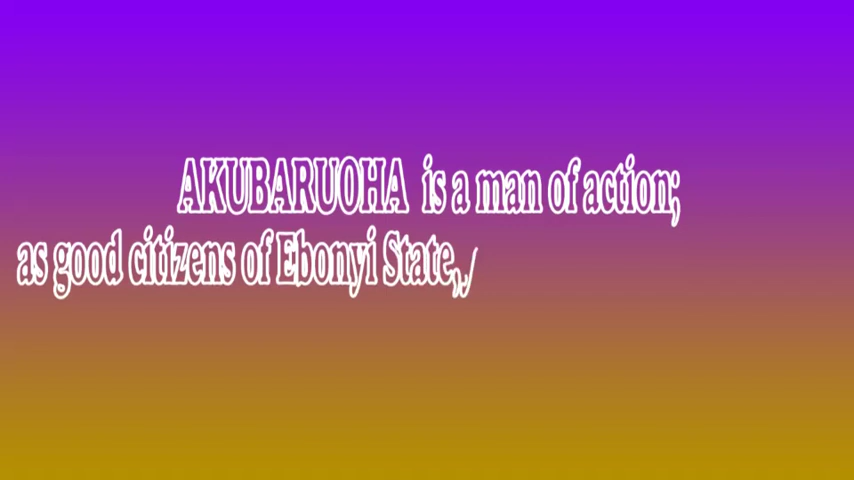 AKUBARUOHA is a man of action;
as good citizens of Ebonyi State,